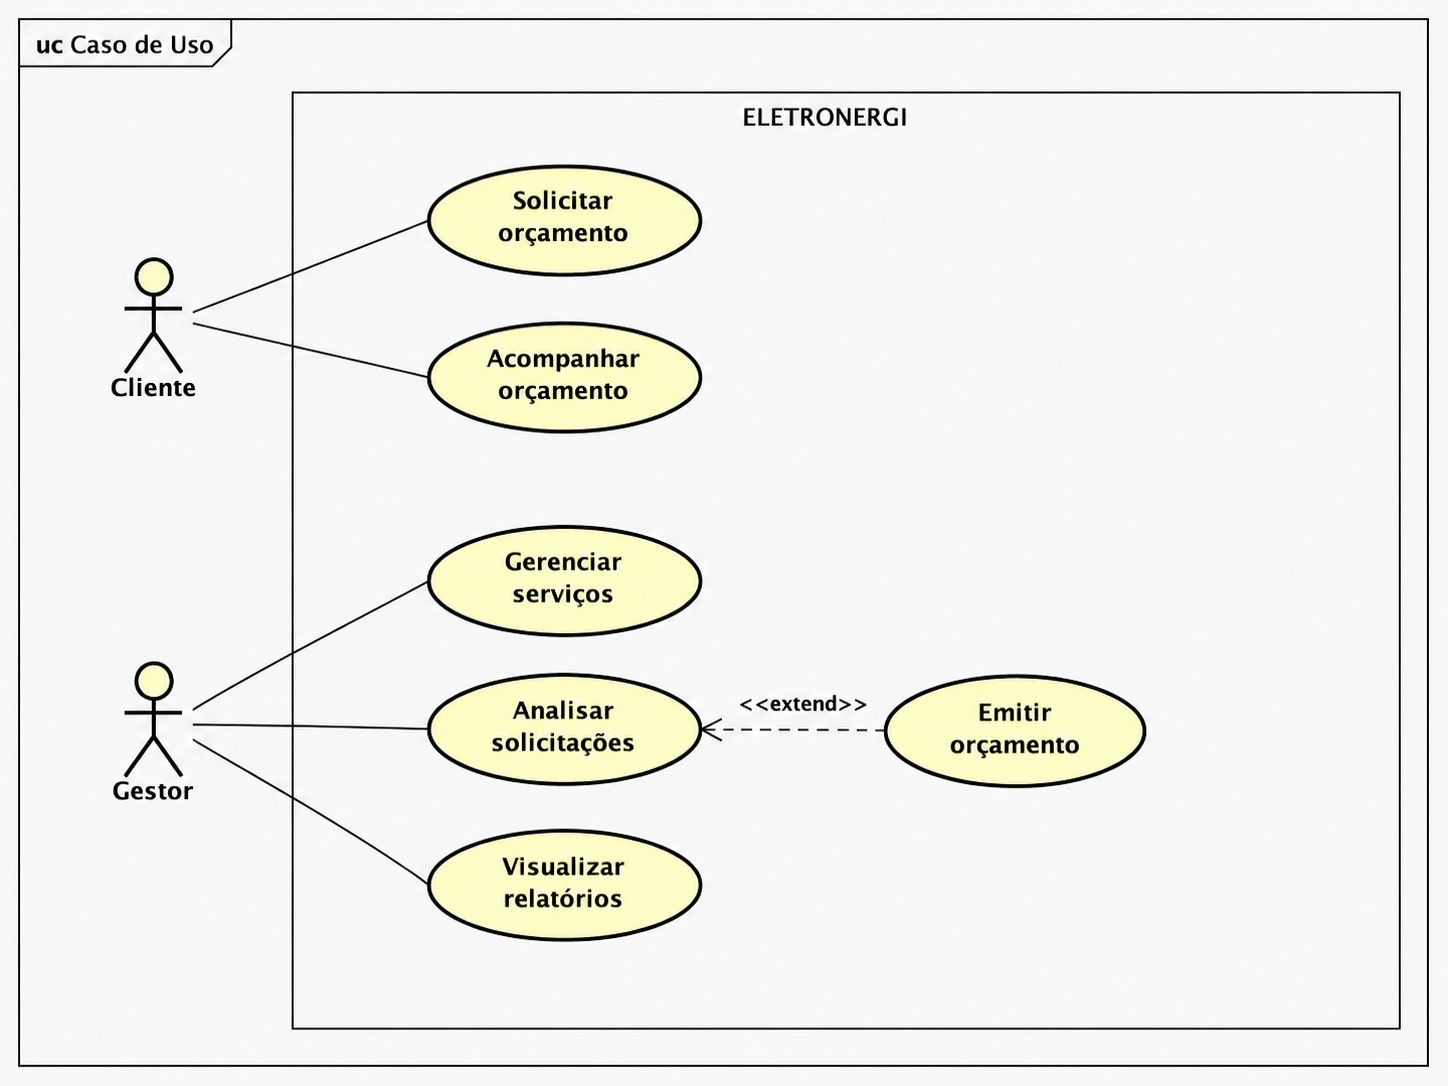 uc Caso de Uso
ELETRONERGI
Solicitar
orçamento
Acompanhar
orçamento
Cliente
Gerenciar
serviços
Analisar
solicitações
<<extend>>
Emitir
orçamento
Gestor
Visualizar
relatórios